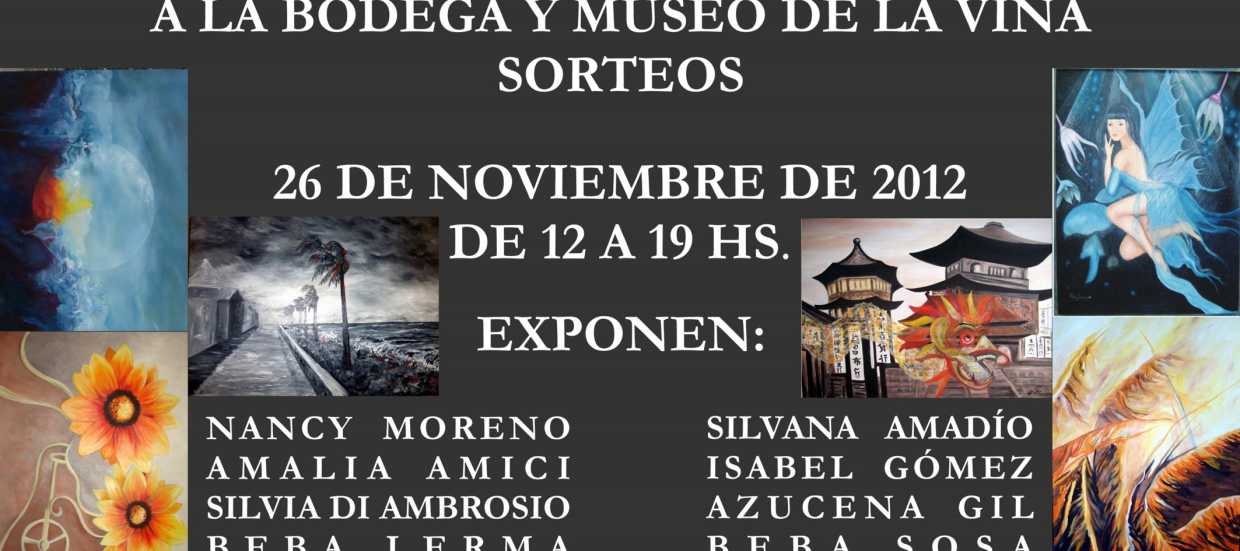 A LA BODEGA Y MUSEO DE LA VIÑA
SORTEOS
26 DE NOVIEMBRE DE 2012
DE 12 A 19 HS.
EXPONEN:
NANCY MORENO
AMALIA AMICI
SILVIA DI AMBROSIO
BEBA LERMA
SILVANA AMADÍO
ISABEL GÓMEZ
AZUCENA GIL
BEBA SOSA